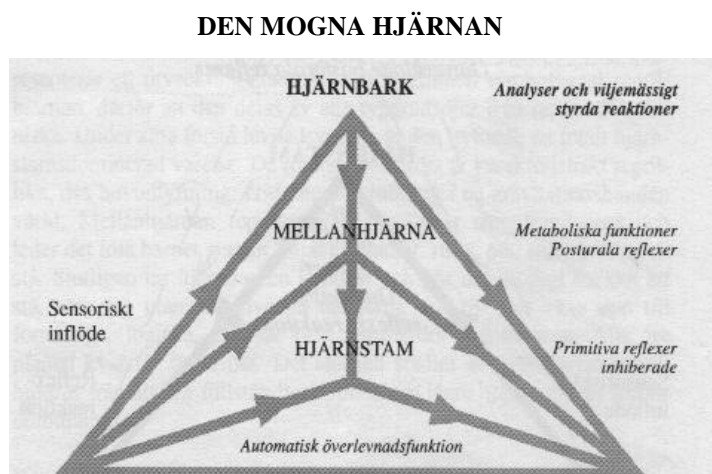 DEN MOGNA HJÄRNAN
HJÄRNBARK
Analyser och viljemässigt
styrda reaktioner
MELLANHJÄRNA
Metaboliska funktioner
Posturala reflexer
Sensoriskt
inflöde
HJÄRNSTAM
Primitiva reflexer
inhiberade
Automatisk överlevnadsfunktion